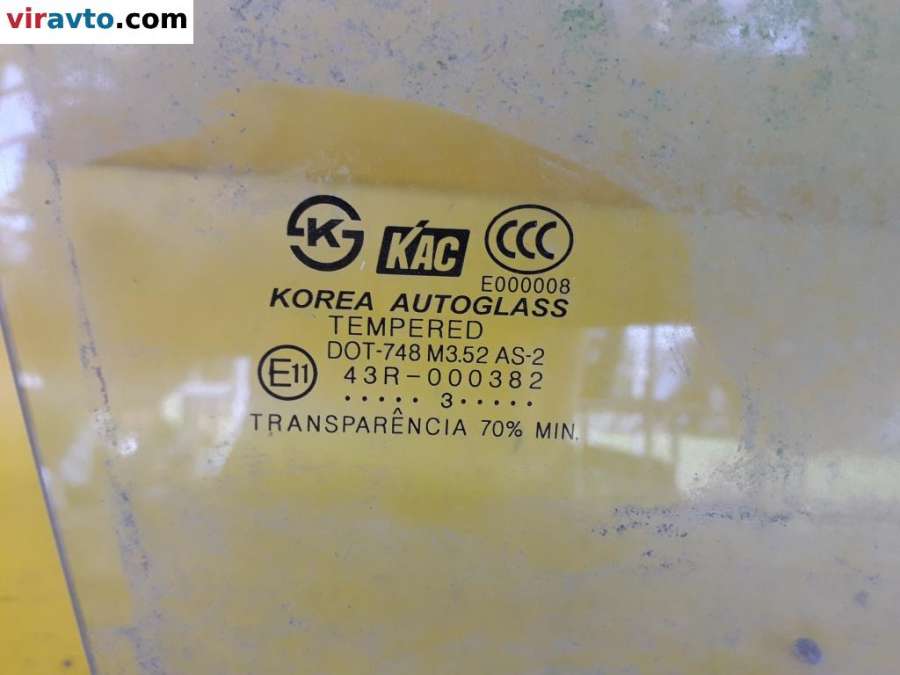 viravto.com
K
KAC
CCC
E000008
KOREA AUTOGLASS
TEMPERED
DOT-748 M3.52 AS-2
E11
43R-000382
·····3·····
TRANSPARÊNCIA 70% MIN.